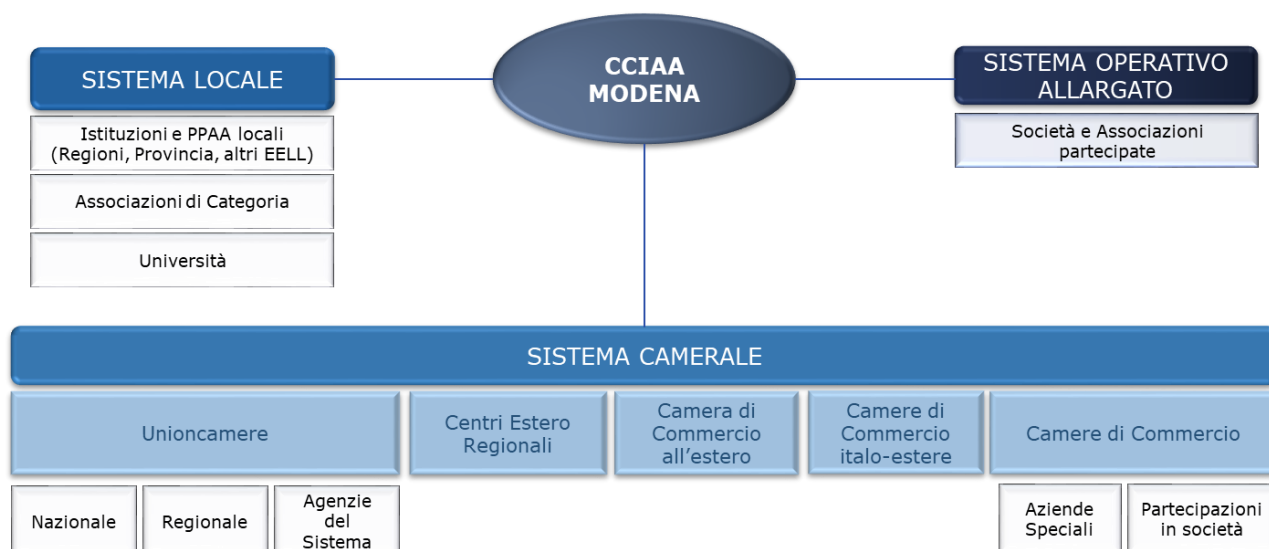 CCIAA
MODENA
SISTEMA LOCALE
Istituzioni e PPAA locali
(Regioni, Provincia, altri EELL)
Associazioni di Categoria
Università
SISTEMA OPERATIVO
ALLARGATO
Società e Associazioni
partecipate
SISTEMA CAMERALE
Unioncamere
Centri Estero
Regionali
Camera di
Commercio
all'estero
Camere di
Commercio
italo-estere
Camere di Commercio
Nazionale
Regionale
Agenzie
del
Sistema
Aziende
Speciali
Partecipazioni
in società